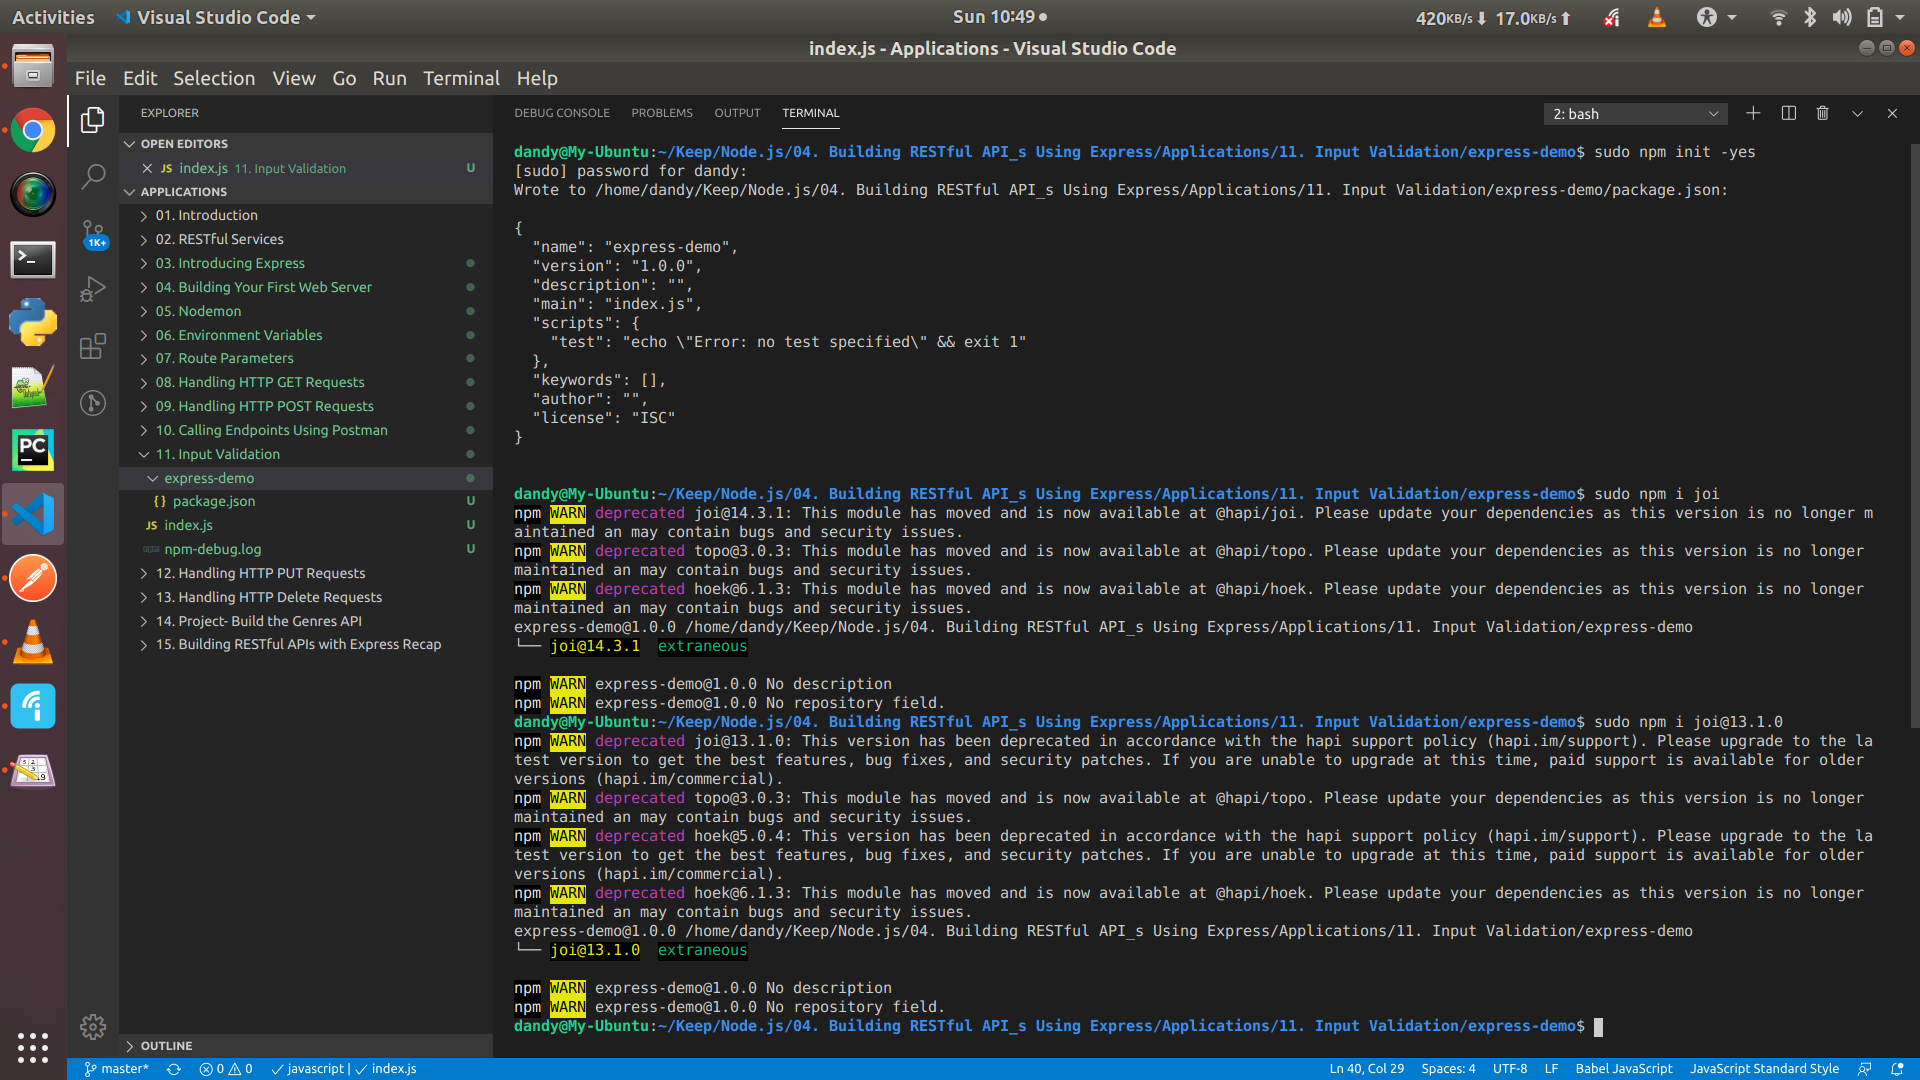 Activities
Visual Studio Code
Sun 10:49
420KB/s 17.0KB/s
index.js - Applications - Visual Studio Code
File Edit Selection View Go Run Terminal Help
EXPLORER
OPEN EDITORS
JS index.js 11. Input Validation U
APPLICATIONS
01. Introduction
02. RESTful Services
03. Introducing Express
04. Building Your First Web Server
05. Nodemon
06. Environment Variables
07. Route Parameters
08. Handling HTTP GET Requests
09. Handling HTTP POST Requests
10. Calling Endpoints Using Postman
11. Input Validation
express-demo
{} package.json U
JS index.js U
npm-debug.log U
12. Handling HTTP PUT Requests
13. Handling HTTP Delete Requests
14. Project- Build the Genres API
15. Building RESTful APIs with Express Recap
OUTLINE
1K+
PC
DEBUG CONSOLE PROBLEMS OUTPUT TERMINAL
2: bash
dandy@My-Ubuntu:~/Keep/Node.js/04. Building RESTful API_s Using Express/Applications/11. Input Validation/express-demo$ sudo npm init -yes
[sudo] password for dandy:
Wrote to /home/dandy/Keep/Node.js/04. Building RESTful API_s Using Express/Applications/11. Input Validation/express-demo/package.json:
{
"name": "express-demo",
"version": "1.0.0",
"description": "",
"main": "index.js",
"scripts": {
"test": "echo \"Error: no test specified\" && exit 1"
},
"keywords": [],
"author": "",
"license": "ISC"
}
dandy@My-Ubuntu:~/Keep/Node.js/04. Building RESTful API_s Using Express/Applications/11. Input Validation/express-demo$ sudo npm i joi
npm WARN deprecated joi@14.3.1: This module has moved and is now available at @hapi/joi. Please update your dependencies as this version is no longer m
aintained an may contain bugs and security issues.
npm WARN deprecated topo@3.0.3: This module has moved and is now available at @hapi/topo. Please update your dependencies as this version is no longer
maintained an may contain bugs and security issues.
npm WARN deprecated hoek@6.1.3: This module has moved and is now available at @hapi/hoek. Please update your dependencies as this version is no longer
maintained an may contain bugs and security issues.
express-demo@1.0.0 /home/dandy/Keep/Node.js/04. Building RESTful API_s Using Express/Applications/11. Input Validation/express-demo
└── joi@14.3.1 extraneous
npm WARN express-demo@1.0.0 No description
npm WARN express-demo@1.0.0 No repository field.
dandy@My-Ubuntu:~/Keep/Node.js/04. Building RESTful API_s Using Express/Applications/11. Input Validation/express-demo$ sudo npm i joi@13.1.0
npm WARN deprecated joi@13.1.0: This version has been deprecated in accordance with the hapi support policy (hapi.im/support). Please upgrade to the la
test version to get the best features, bug fixes, and security patches. If you are unable to upgrade at this time, paid support is available for older
versions (hapi.im/commercial).
npm WARN deprecated topo@3.0.3: This module has moved and is now available at @hapi/topo. Please update your dependencies as this version is no longer
maintained an may contain bugs and security issues.
npm WARN deprecated hoek@5.0.4: This version has been deprecated in accordance with the hapi support policy (hapi.im/support). Please upgrade to the la
test version to get the best features, bug fixes, and security patches. If you are unable to upgrade at this time, paid support is available for older
versions (hapi.im/commercial).
npm WARN deprecated hoek@6.1.3: This module has moved and is now available at @hapi/hoek. Please update your dependencies as this version is no longer
maintained an may contain bugs and security issues.
express-demo@1.0.0 /home/dandy/Keep/Node.js/04. Building RESTful API_s Using Express/Applications/11. Input Validation/express-demo
└── joi@13.1.0 extraneous
npm WARN express-demo@1.0.0 No description
npm WARN express-demo@1.0.0 No repository field.
dandy@My-Ubuntu:~/Keep/Node.js/04. Building RESTful API_s Using Express/Applications/11. Input Validation/express-demo$
master* 0 0 javascript | index.js
Ln 40, Col 29 Spaces: 4 UTF-8 LF Babel JavaScript JavaScript Standard Style